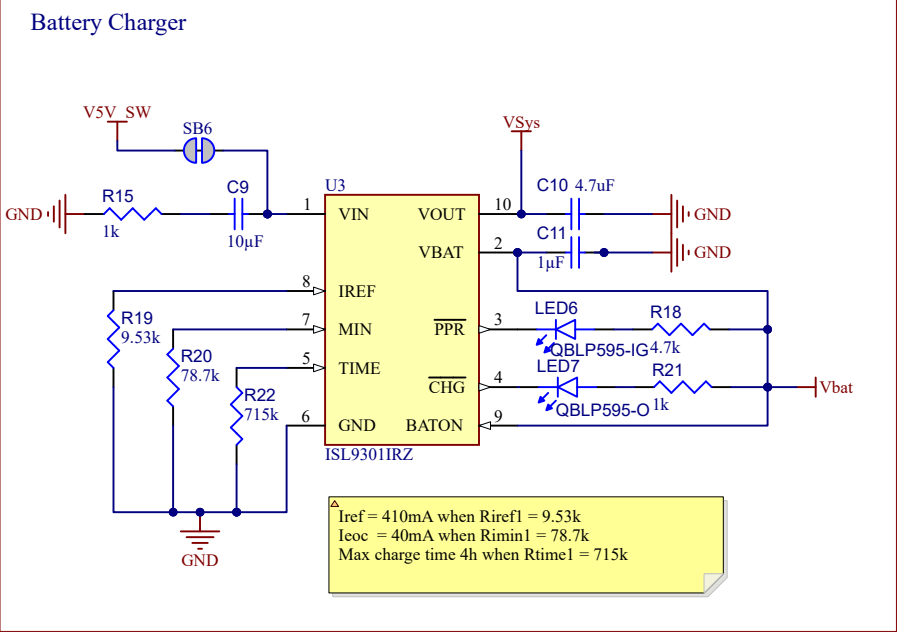 Battery Charger
V5V_SW
SB6
VSys
R15
C9
U3
C10 4.7uF
GND
1
VIN
VOUT
10
GND
1k
10µF
C11
2
VBAT
1µF
GND
8
IREF
LED6
R18
R19
9.53k
7
MIN
PPR
3
QBLP595-IG
4.7k
R20
78.7k
5
TIME
LED7
R21
CHG
4
Vbat
R22
715k
QBLP595-O
1k
6
GND
BATON
9
ISL9301IRZ
GND
Iref = 410mA when Riref1 = 9.53k
Ieoc  = 40mA when Rimin1 = 78.7k
Max charge time 4h when Rtime1 = 715k